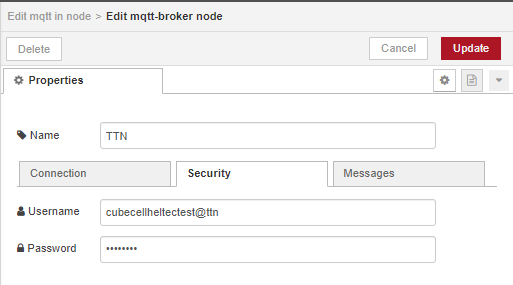 Edit mqtt in node > Edit mqtt-broker node
Delete Cancel Update
Properties
Name TTN
Connection Security Messages
Username cubecellheltectest@ttn
Password ••••••••